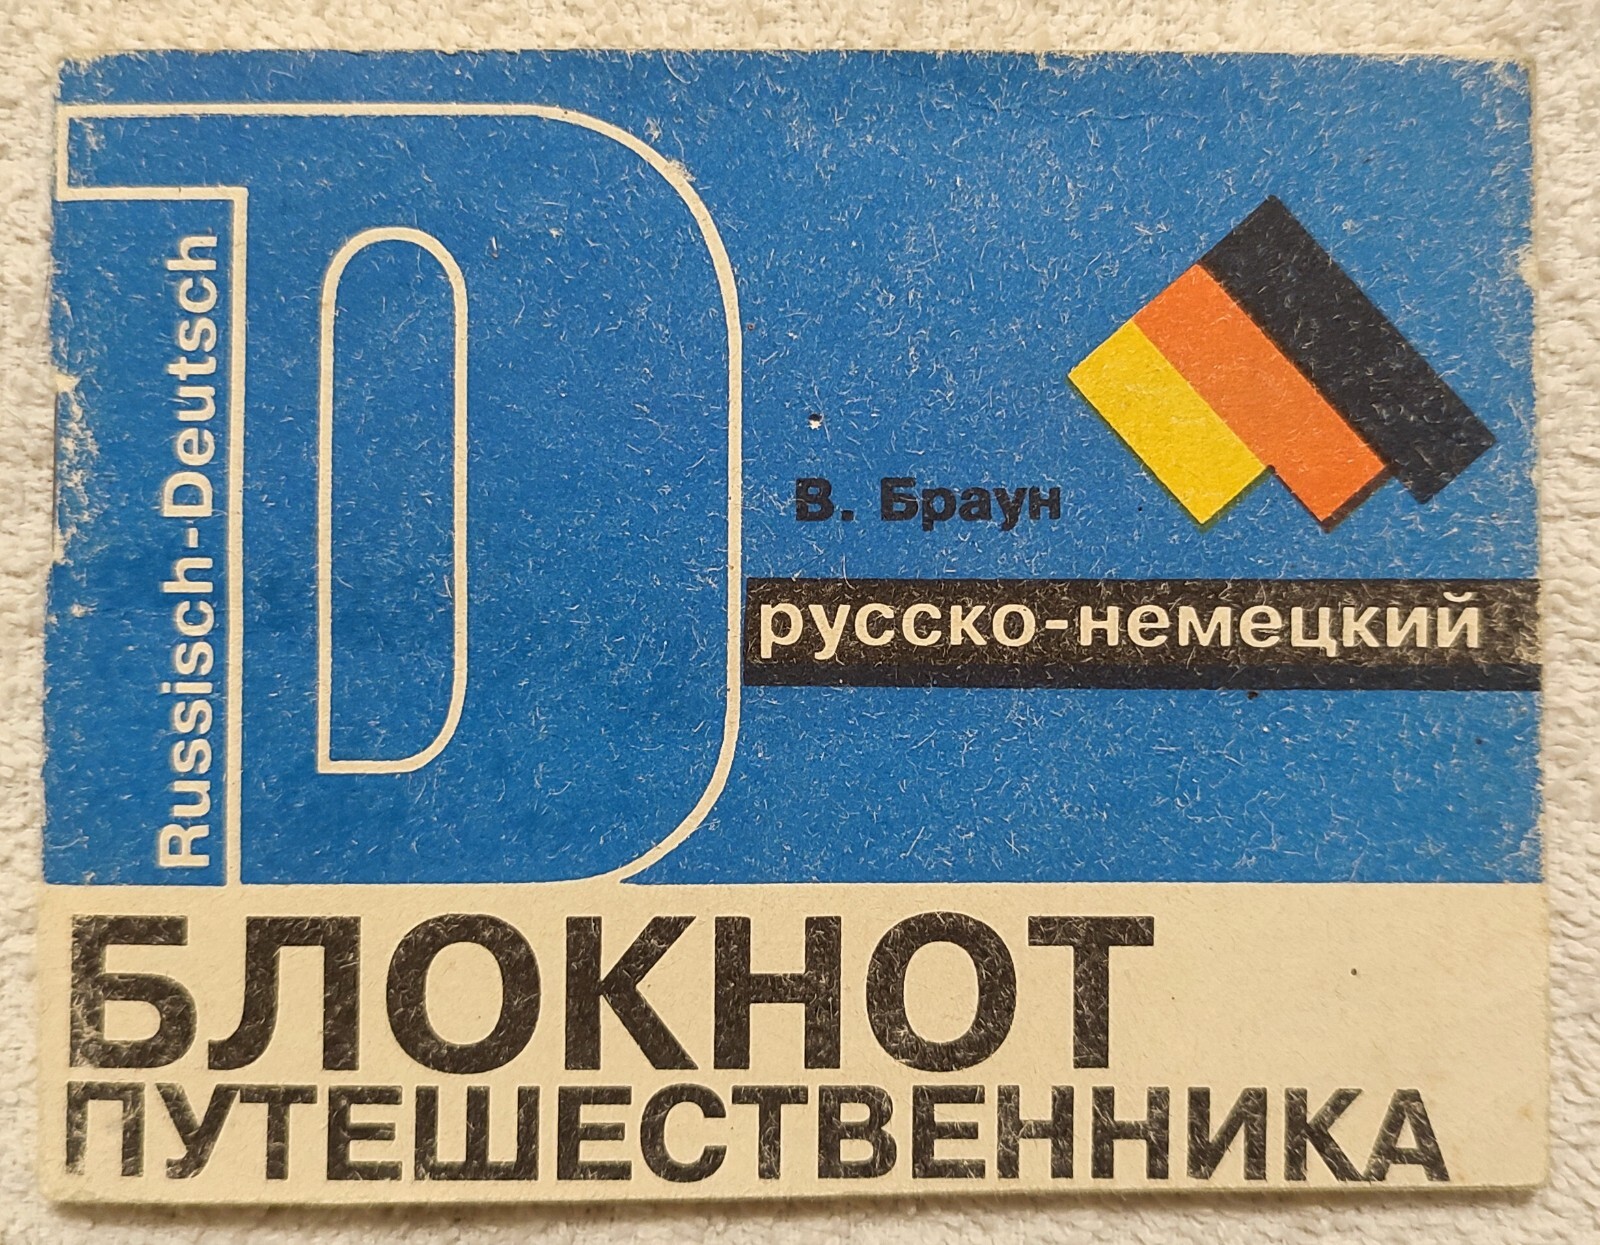 Russisch-Deutsch
D
В. Браун
русско-немецкий
БЛОКНОТ
ПУТЕШЕСТВЕННИКА